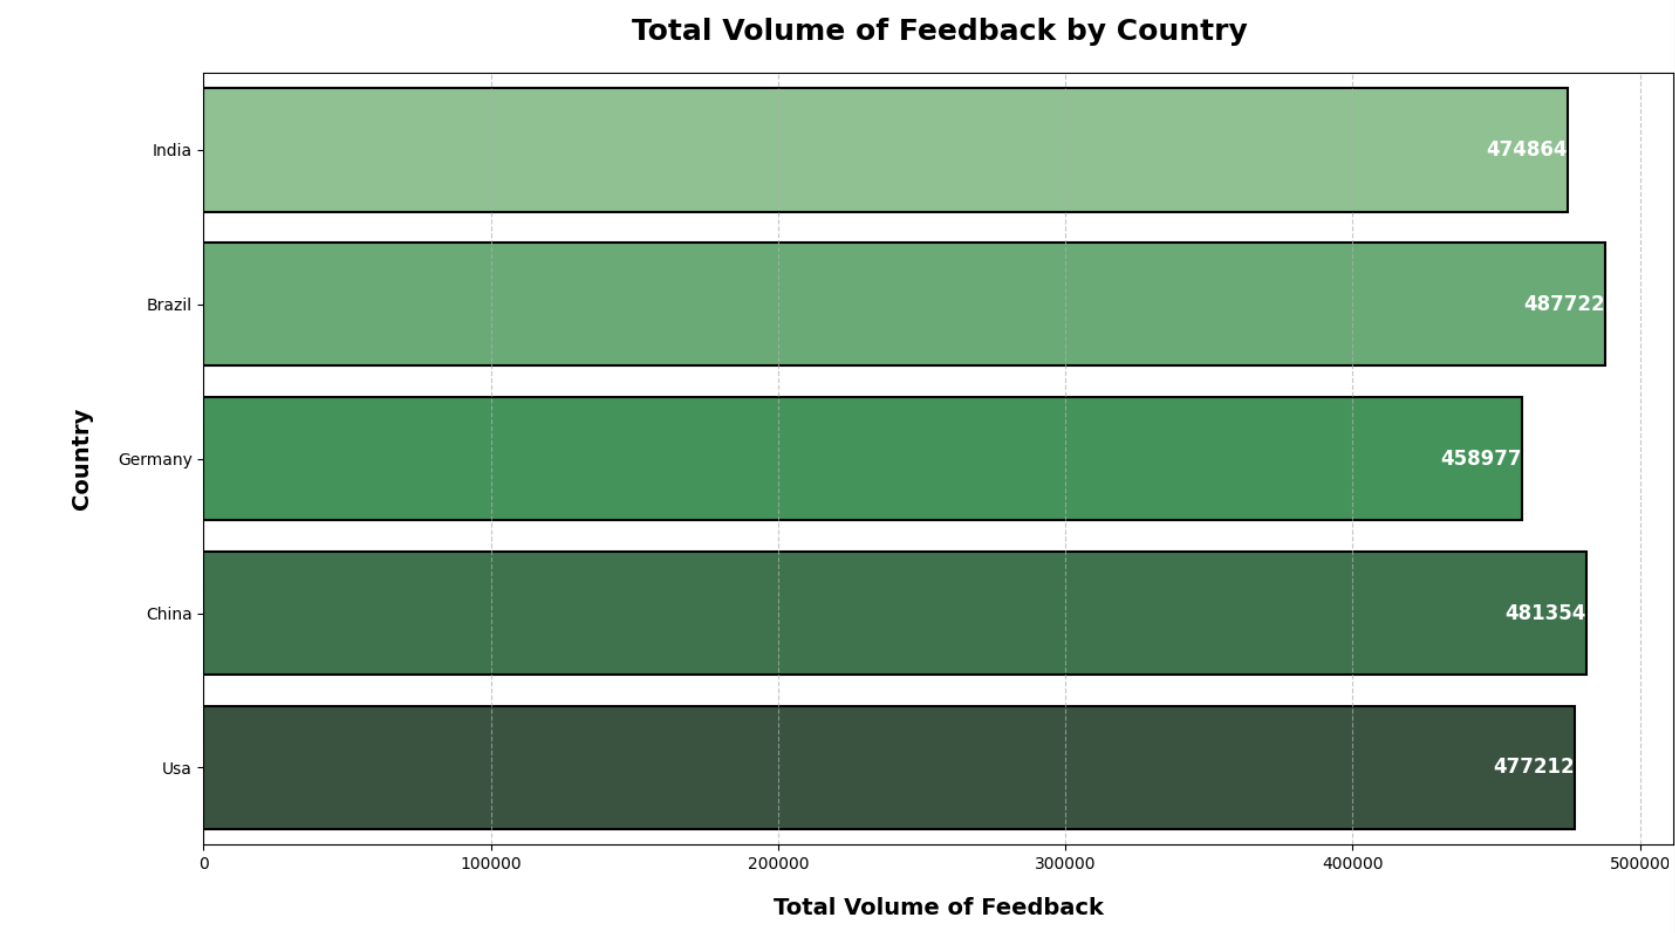 Total Volume of Feedback by Country
India
474864
Brazil
487722
Country
Germany
458977
China
481354
Usa
477212
0 100000 200000 300000 400000 500000
Total Volume of Feedback